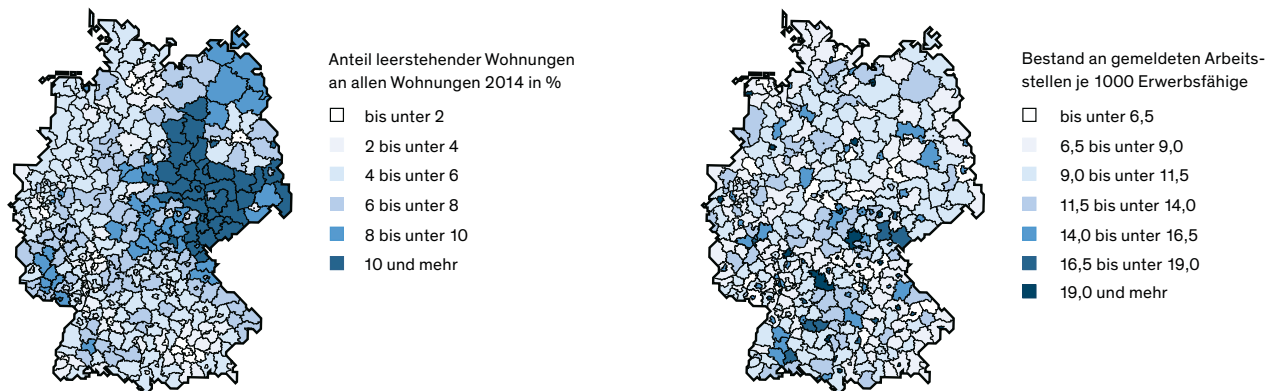 Anteil leerstehender Wohnungen
an allen Wohnungen 2014 in %
bis unter 2
2 bis unter 4
4 bis unter 6
6 bis unter 8
8 bis unter 10
10 und mehr
Bestand an gemeldeten Arbeits-
stellen je 1000 Erwerbsfähige
bis unter 6,5
6,5 bis unter 9,0
9,0 bis unter 11,5
11,5 bis unter 14,0
14,0 bis unter 16,5
16,5 bis unter 19,0
19,0 und mehr